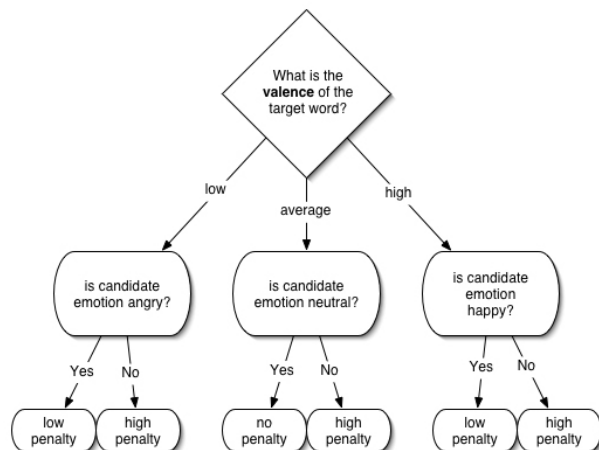 What is the
valence of the
target word?
low
average
high
is candidate
emotion angry?
is candidate
emotion neutral?
is candidate
emotion
happy?
Yes
No
Yes
No
Yes
No
low
penalty
high
penalty
no
penalty
high
penalty
low
penalty
high
penalty